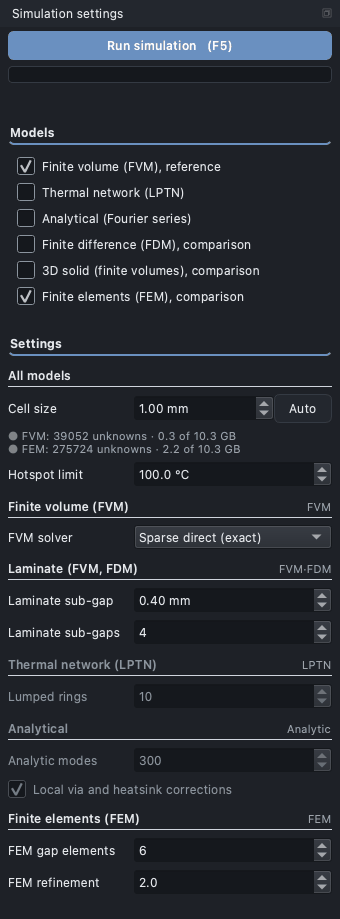 Simulation settings
Run simulation (F5)
Models
Finite volume (FVM), reference
Thermal network (LPTN)
Analytical (Fourier series)
Finite difference (FDM), comparison
3D solid (finite volumes), comparison
Finite elements (FEM), comparison
Settings
All models
Cell size 1.00 mm Auto
FVM: 39052 unknowns · 0.3 of 10.3 GB
FEM: 275724 unknowns · 2.2 of 10.3 GB
Hotspot limit 100.0 °C
Finite volume (FVM) FVM
FVM solver Sparse direct (exact)
Laminate (FVM, FDM) FVM·FDM
Laminate sub-gap 0.40 mm
Laminate sub-gaps 4
Thermal network (LPTN) LPTN
Lumped rings 10
Analytical Analytic
Analytic modes 300
Local via and heatsink corrections
Finite elements (FEM) FEM
FEM gap elements 6
FEM refinement 2.0